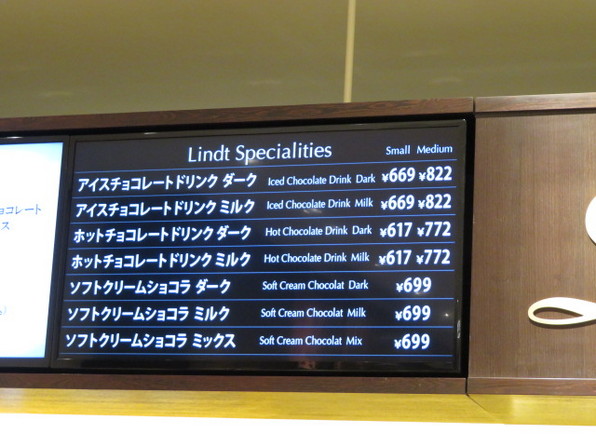 Lindt Specialities Small Medium
アイスチョコレートドリンク ダーク Iced Chocolate Drink Dark ¥669 ¥822
アイスチョコレートドリンク ミルク Iced Chocolate Drink Milk ¥669 ¥822
ホットチョコレートドリンク ダーク Hot Chocolate Drink Dark ¥617 ¥772
ホットチョコレートドリンク ミルク Hot Chocolate Drink Milk ¥617 ¥772
ソフトクリームショコラ ダーク Soft Cream Chocolat Dark ¥699
ソフトクリームショコラ ミルク Soft Cream Chocolat Milk ¥699
ソフトクリームショコラ ミックス Soft Cream Chocolat Mix ¥699
コレート
ス